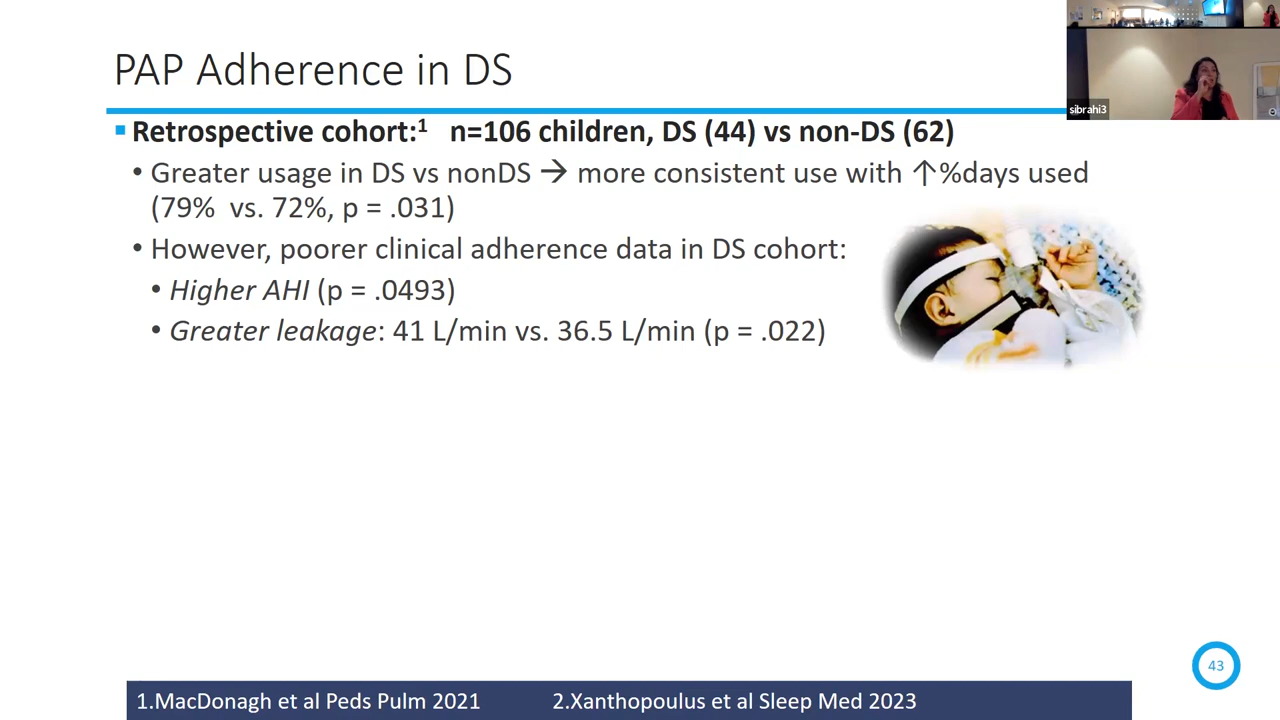 PAP Adherence in DS
sibrahi3
▪ Retrospective cohort:¹ n=106 children, DS (44) vs non-DS (62)
• Greater usage in DS vs nonDS → more consistent use with ↑%days used
(79% vs. 72%, p = .031)
• However, poorer clinical adherence data in DS cohort:
• Higher AHI (p = .0493)
• Greater leakage: 41 L/min vs. 36.5 L/min (p = .022)
43
1.MacDonagh et al Peds Pulm 2021 2.Xanthopoulus et al Sleep Med 2023